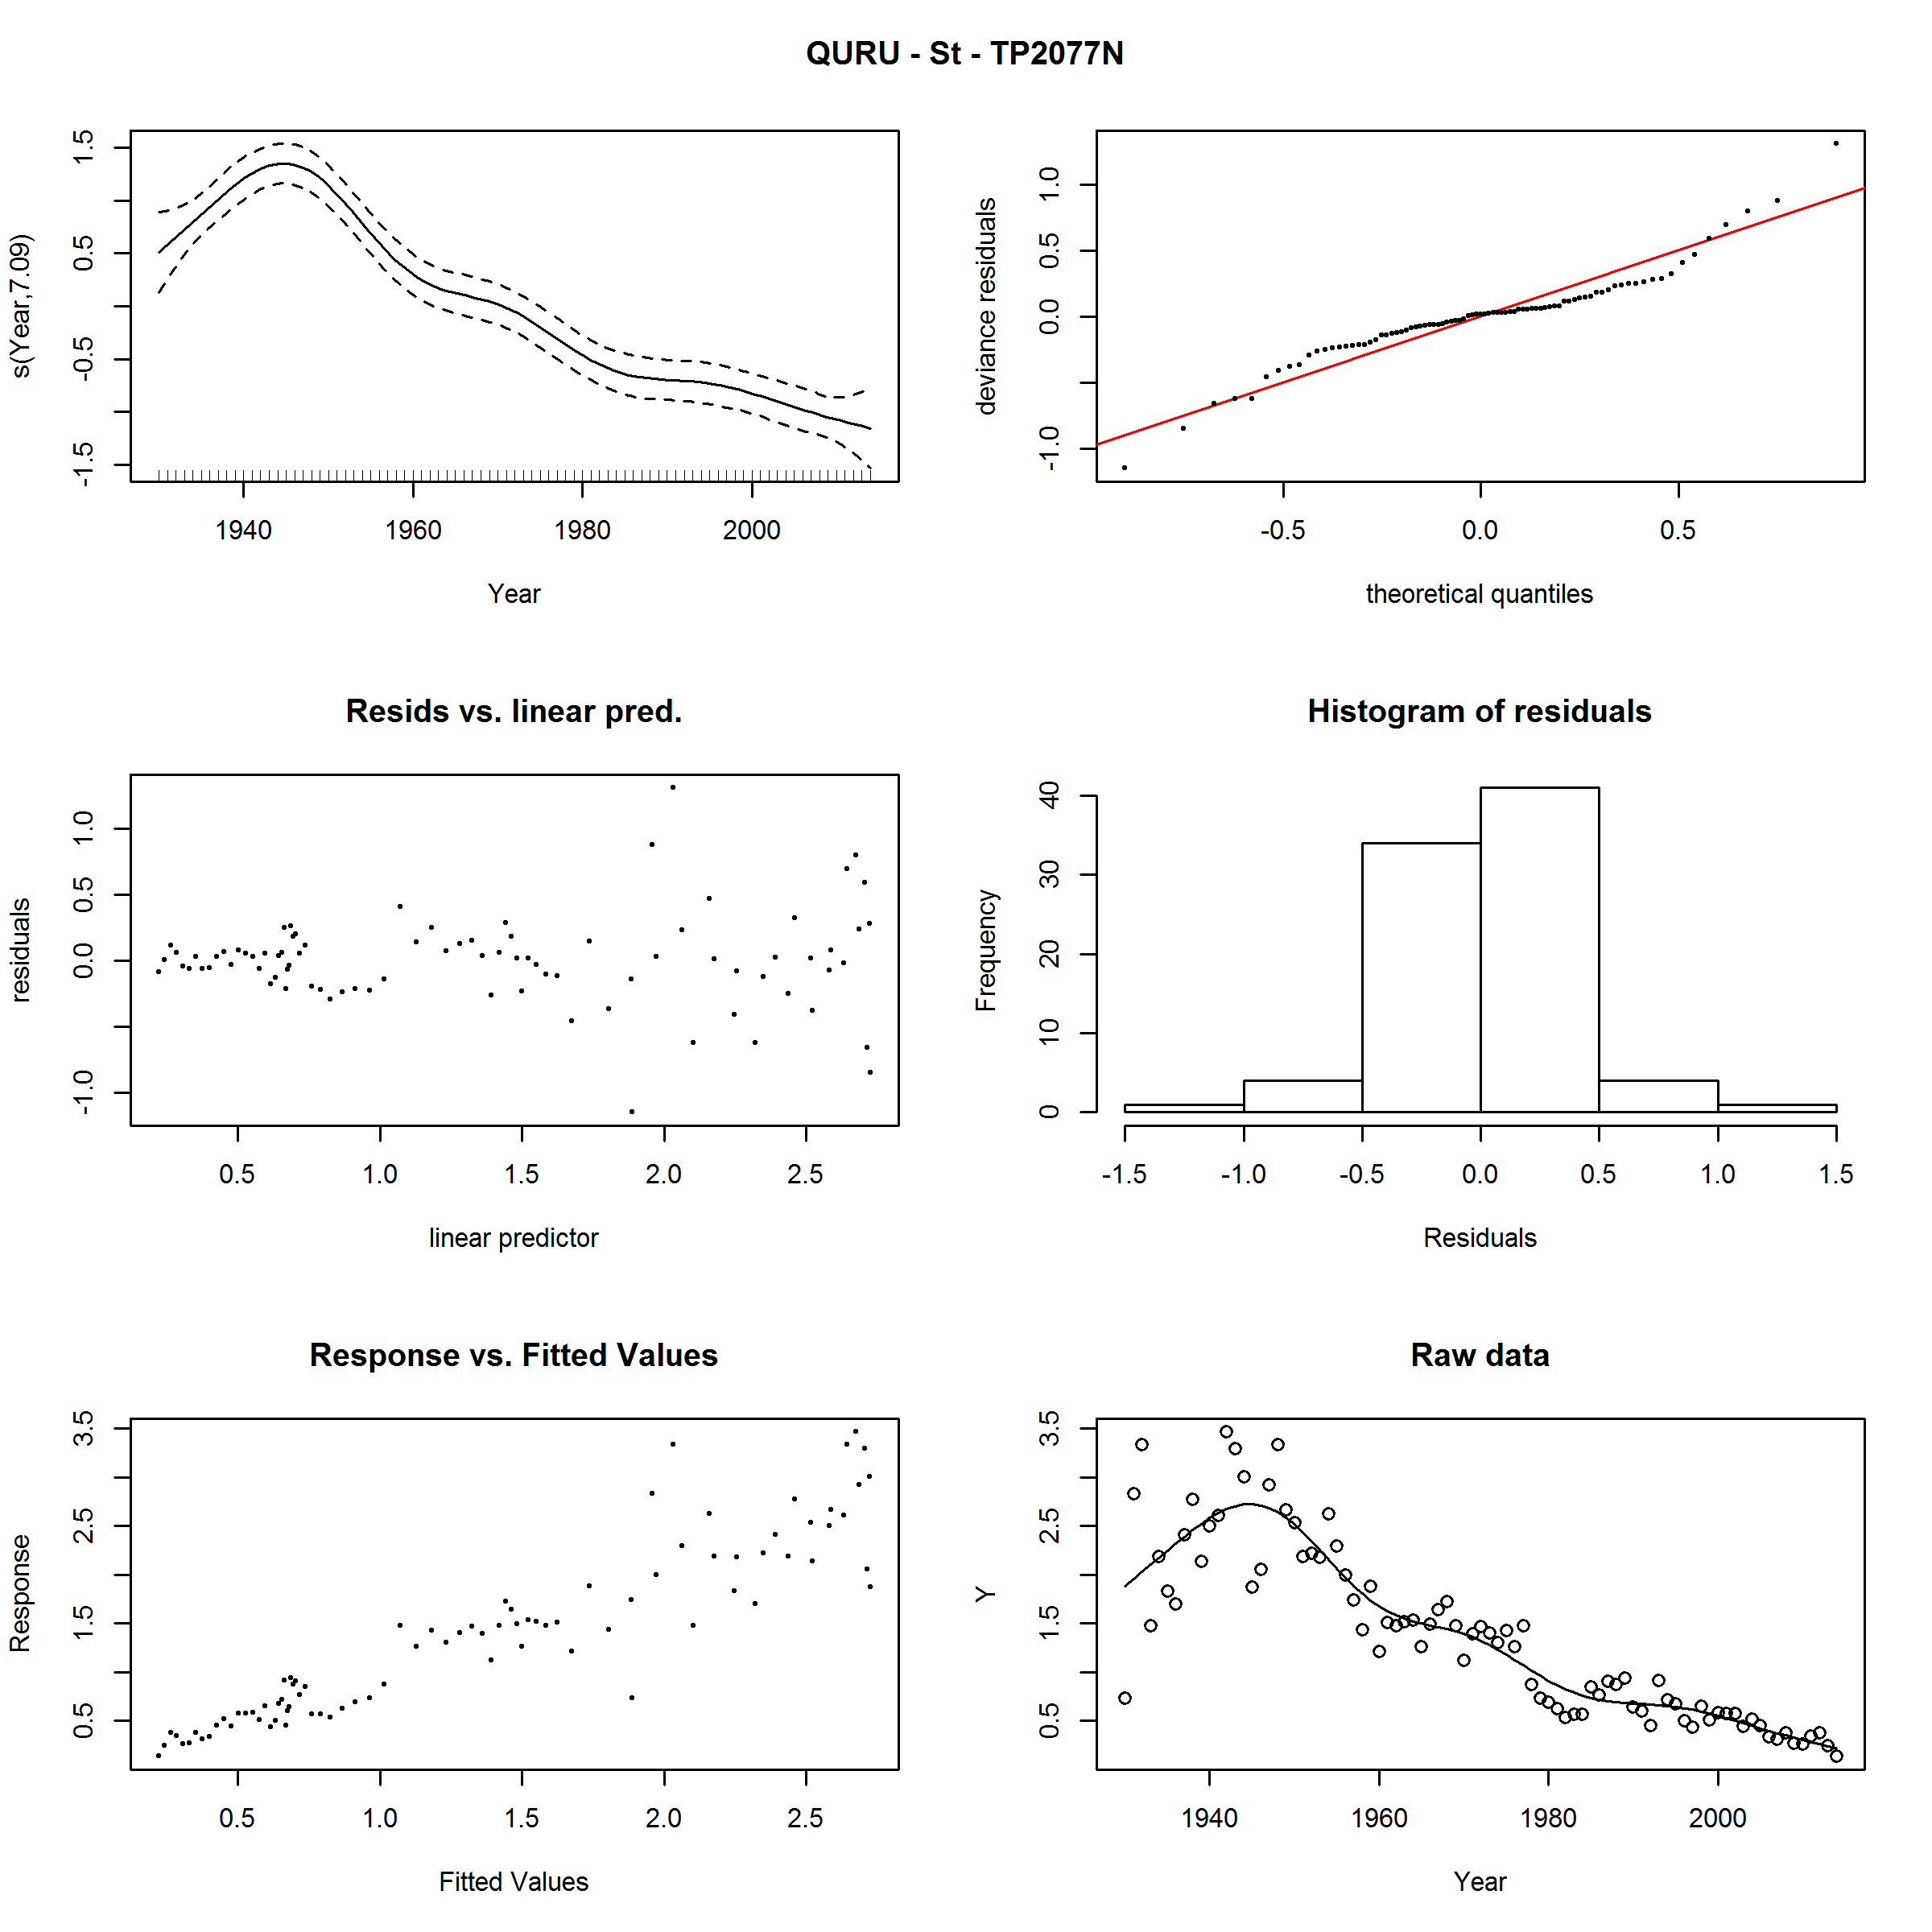 QURU - St - TP2077N
s(Year,7.09)
1.5
0.5
-0.5
-1.5
1940 1960 1980 2000
Year
deviance residuals
1.0
0.5
0.0
-1.0
-0.5 0.0 0.5
theoretical quantiles
Resids vs. linear pred.
residuals
1.0
0.5
0.0
-1.0
0.5 1.0 1.5 2.0 2.5
linear predictor
Histogram of residuals
Frequency
40
30
20
10
0
-1.5 -1.0 -0.5 0.0 0.5 1.0 1.5
Residuals
Response vs. Fitted Values
Response
3.5
2.5
1.5
0.5
0.5 1.0 1.5 2.0 2.5
Fitted Values
Raw data
Y
3.5
2.5
1.5
0.5
1940 1960 1980 2000
Year